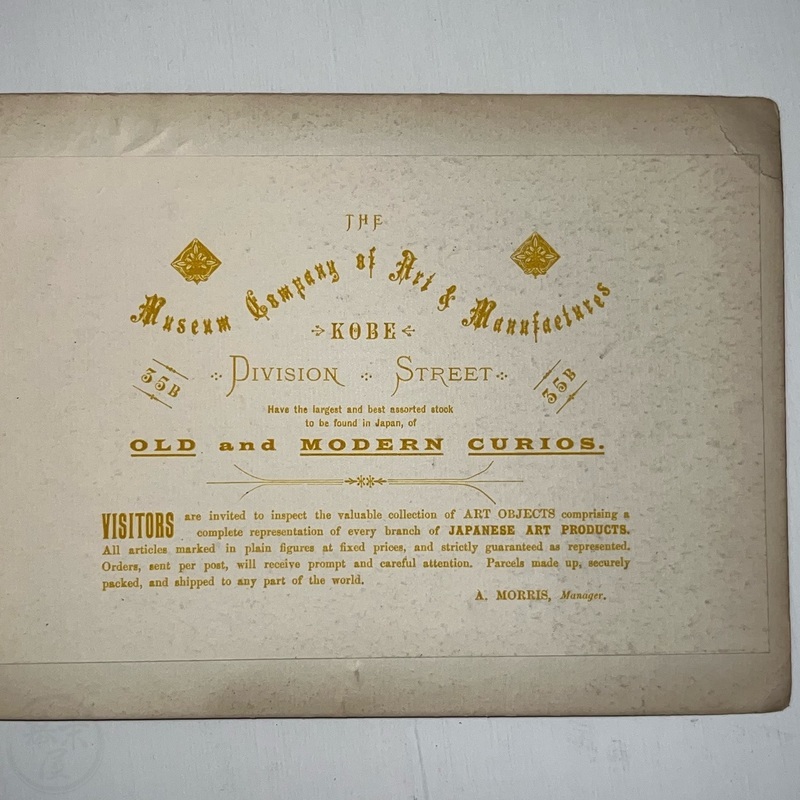 THE
Museum Company of Art & Manufactures
KOBE
35B DIVISION STREET 35B
Have the largest and best assorted stock
to be found in Japan, of
OLD and MODERN CURIOS.
VISITORS are invited to inspect the valuable collection of ART OBJECTS comprising a
complete representation of every branch of JAPANESE ART PRODUCTS.
All articles marked in plain figures at fixed prices, and strictly guaranteed as represented.
Orders, sent per post, will receive prompt and careful attention. Parcels made up, securely
packed, and shipped to any part of the world.
A. MORRIS, Manager.